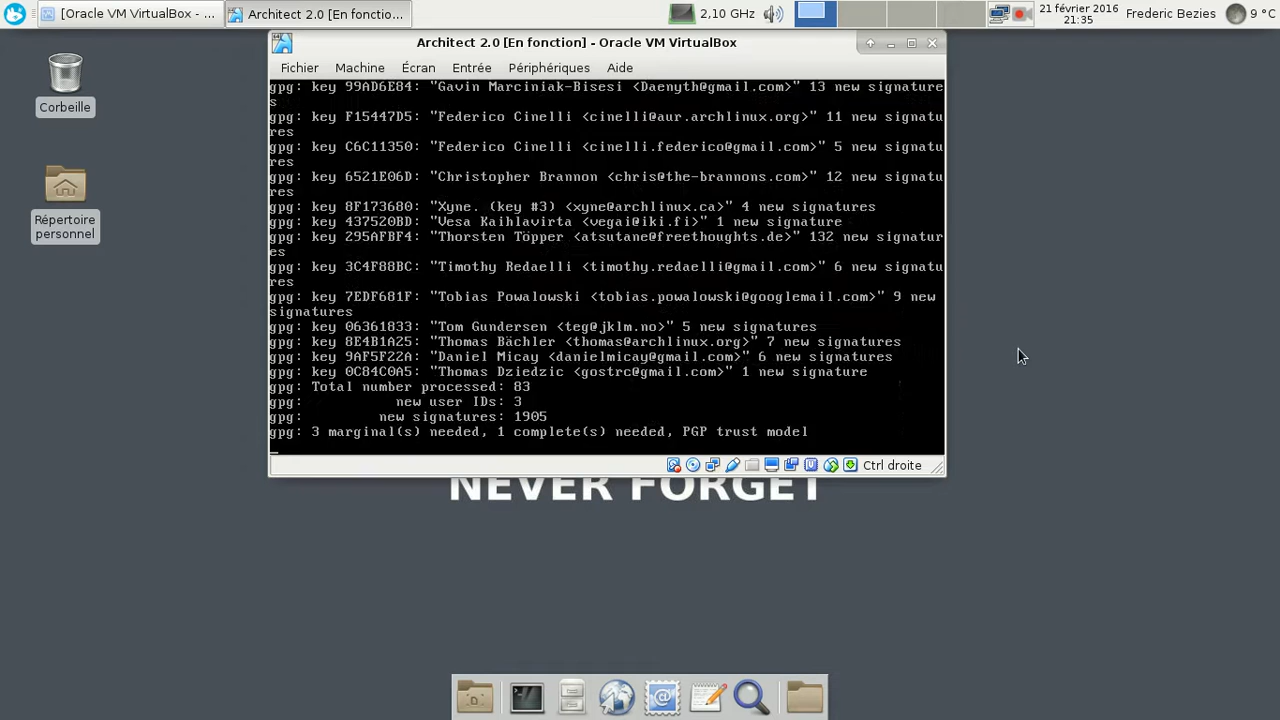 [Oracle VM VirtualBox - ...
Architect 2.0 [En fonctio...
2,10 GHz
21 février 2016
21:35
Frederic Bezies
9 °C
Architect 2.0 [En fonction] - Oracle VM VirtualBox
Fichier Machine Écran Entrée Périphériques Aide
Corbeille
Répertoire
personnel
gpg: key 99AD6E84: "Gavin Marciniak-Bisesi <Daenyth@gmail.com>" 13 new signature
s
gpg: key F15447D5: "Federico Cinelli <cinelli@aur.archlinux.org>" 11 new signatu
res
gpg: key C6C11350: "Federico Cinelli <cinelli.federico@gmail.com>" 5 new signatu
res
gpg: key 6521E06D: "Christopher Brannon <chris@the-brannons.com>" 12 new signatu
res
gpg: key 8F173680: "Xyne. (key #3) <xyne@archlinux.ca>" 4 new signatures
gpg: key 437520BD: "Vesa Kaihlavirta <vegai@iki.fi>" 1 new signature
gpg: key 295AFBF4: "Thorsten Töpper <atsutane@freethoughts.de>" 132 new signatur
es
gpg: key 3C4F88BC: "Timothy Redaelli <timothy.redaelli@gmail.com>" 6 new signatu
res
gpg: key 7EDF681F: "Tobias Powalowski <tobias.powalowski@googlemail.com>" 9 new
signatures
gpg: key 06361833: "Tom Gundersen <teg@jklm.no>" 5 new signatures
gpg: key 8E4B1A25: "Thomas Bächler <thomas@archlinux.org>" 7 new signatures
gpg: key 9AF5F22A: "Daniel Micay <danielmicay@gmail.com>" 6 new signatures
gpg: key 0C84C0A5: "Thomas Dziedzic <gostrc@gmail.com>" 1 new signature
gpg: Total number processed: 83
gpg: new user IDs: 3
gpg: new signatures: 1905
gpg: 3 marginal(s) needed, 1 complete(s) needed, PGP trust model
Ctrl droite
NEVER FORGET